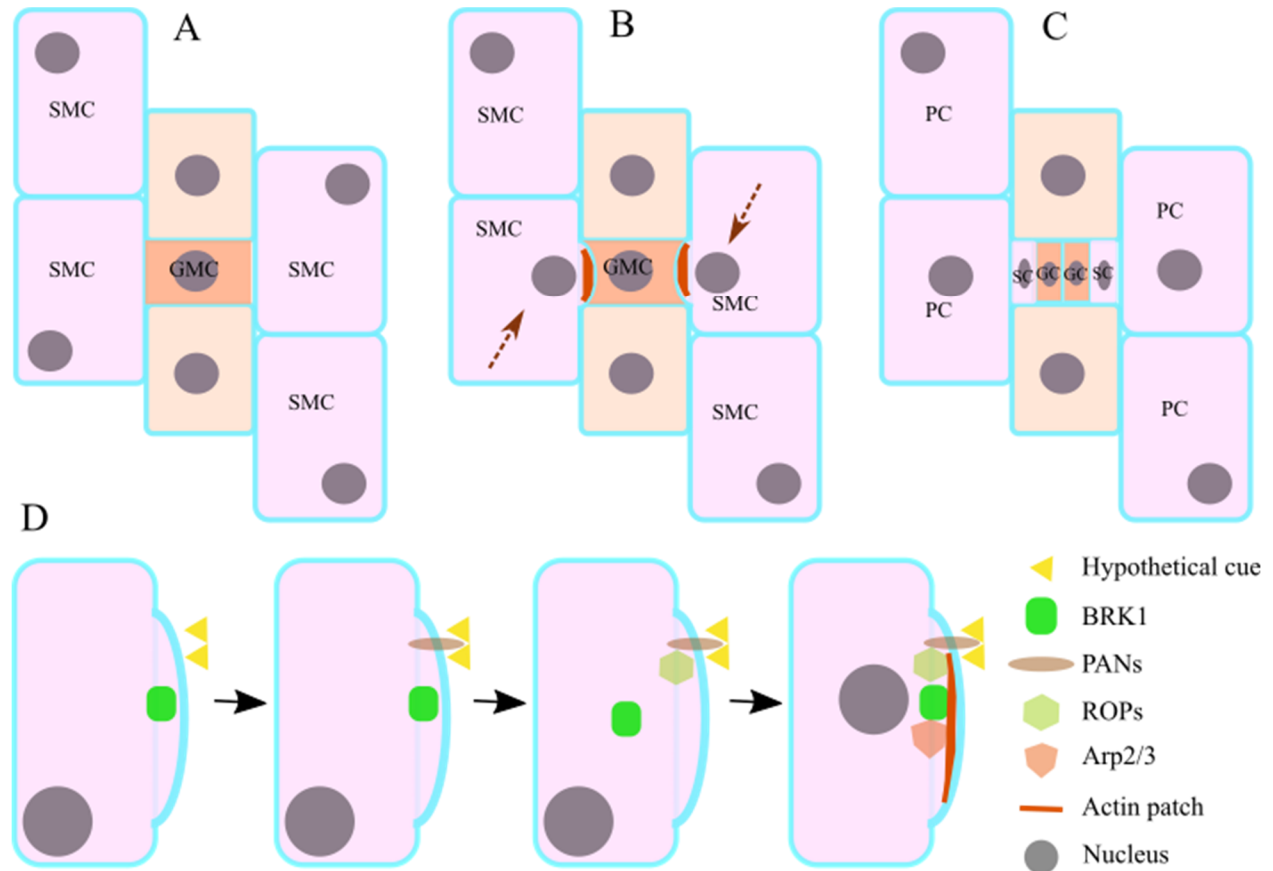 A
B
C
SMC
SMC
GMC
SMC
SMC
SMC
SMC
GMC
SMC
SMC
PC
PC
SC GC GC SC
PC
PC
D
Hypothetical cue
BRK1
PANs
ROPs
Arp2/3
Actin patch
Nucleus